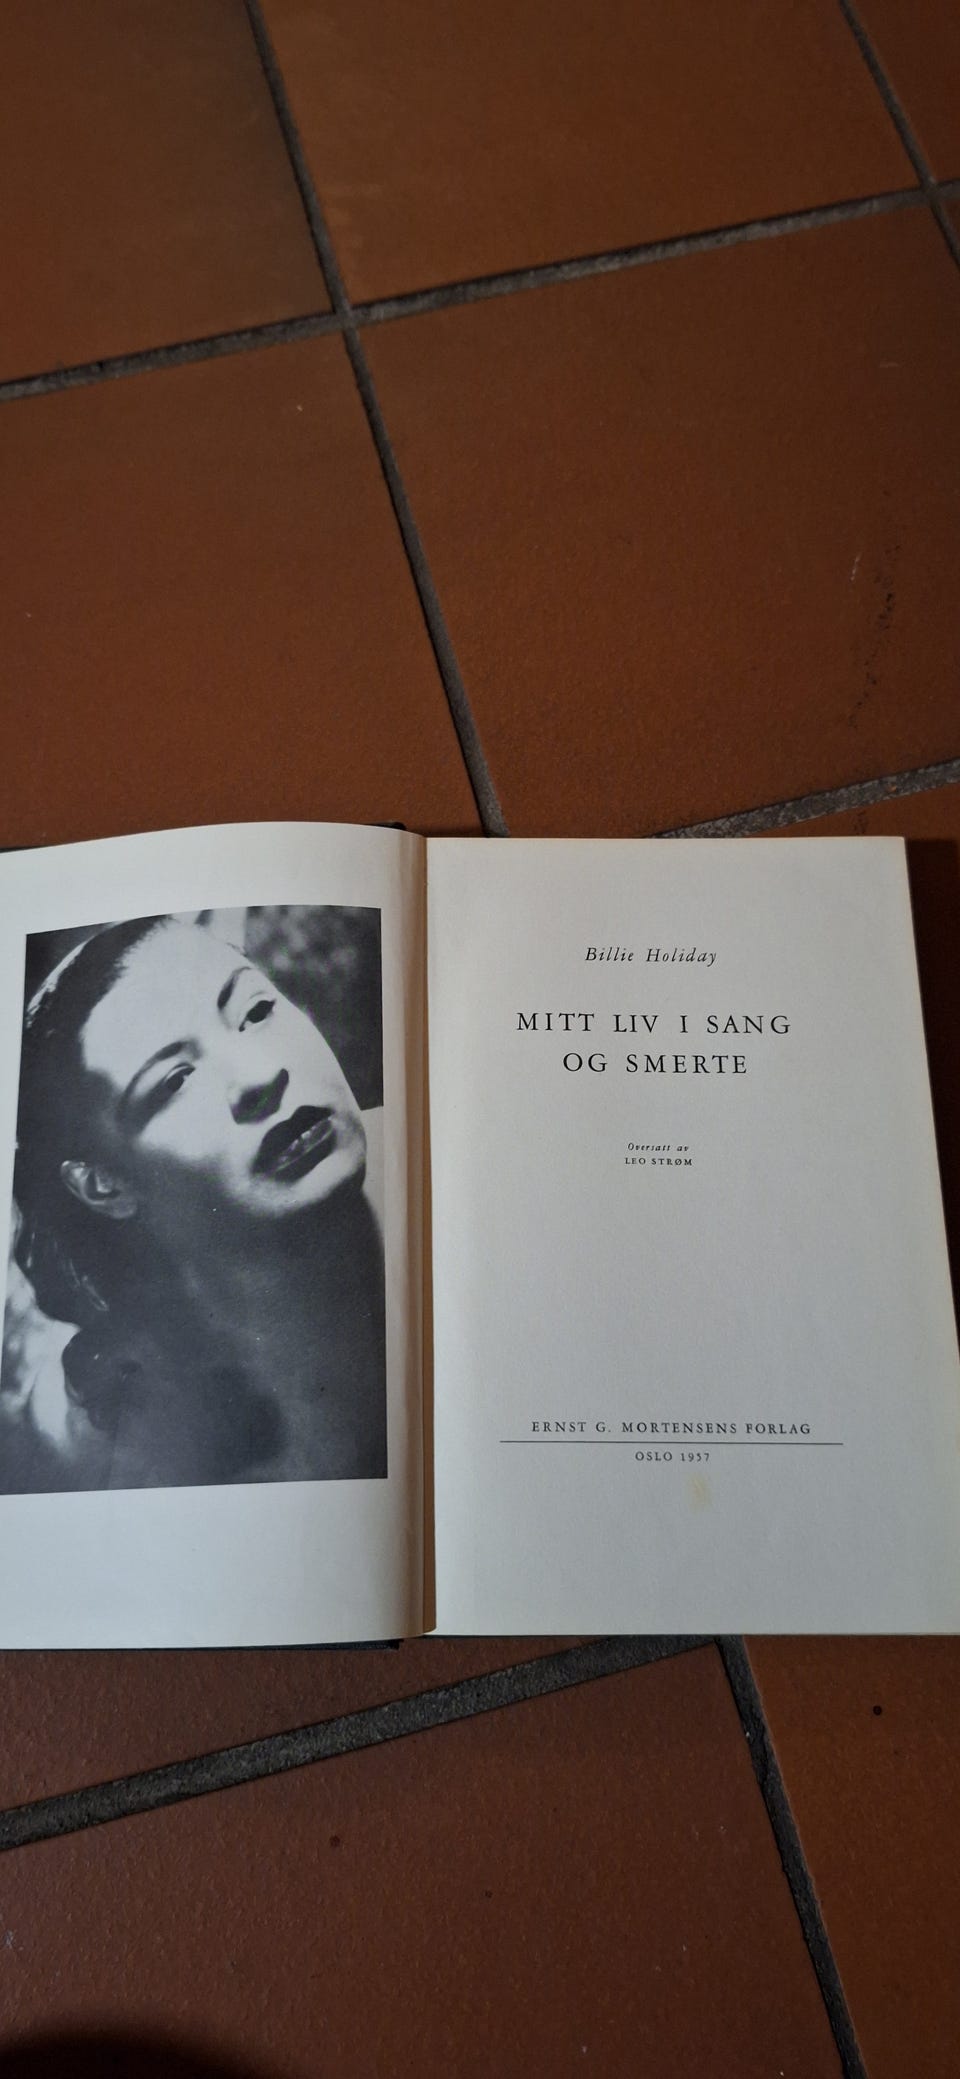 Billie Holiday
MITT LIV I SANG
OG SMERTE
Oversatt av
LEO STRØM
ERNST G. MORTENSENS FORLAG
OSLO 1957